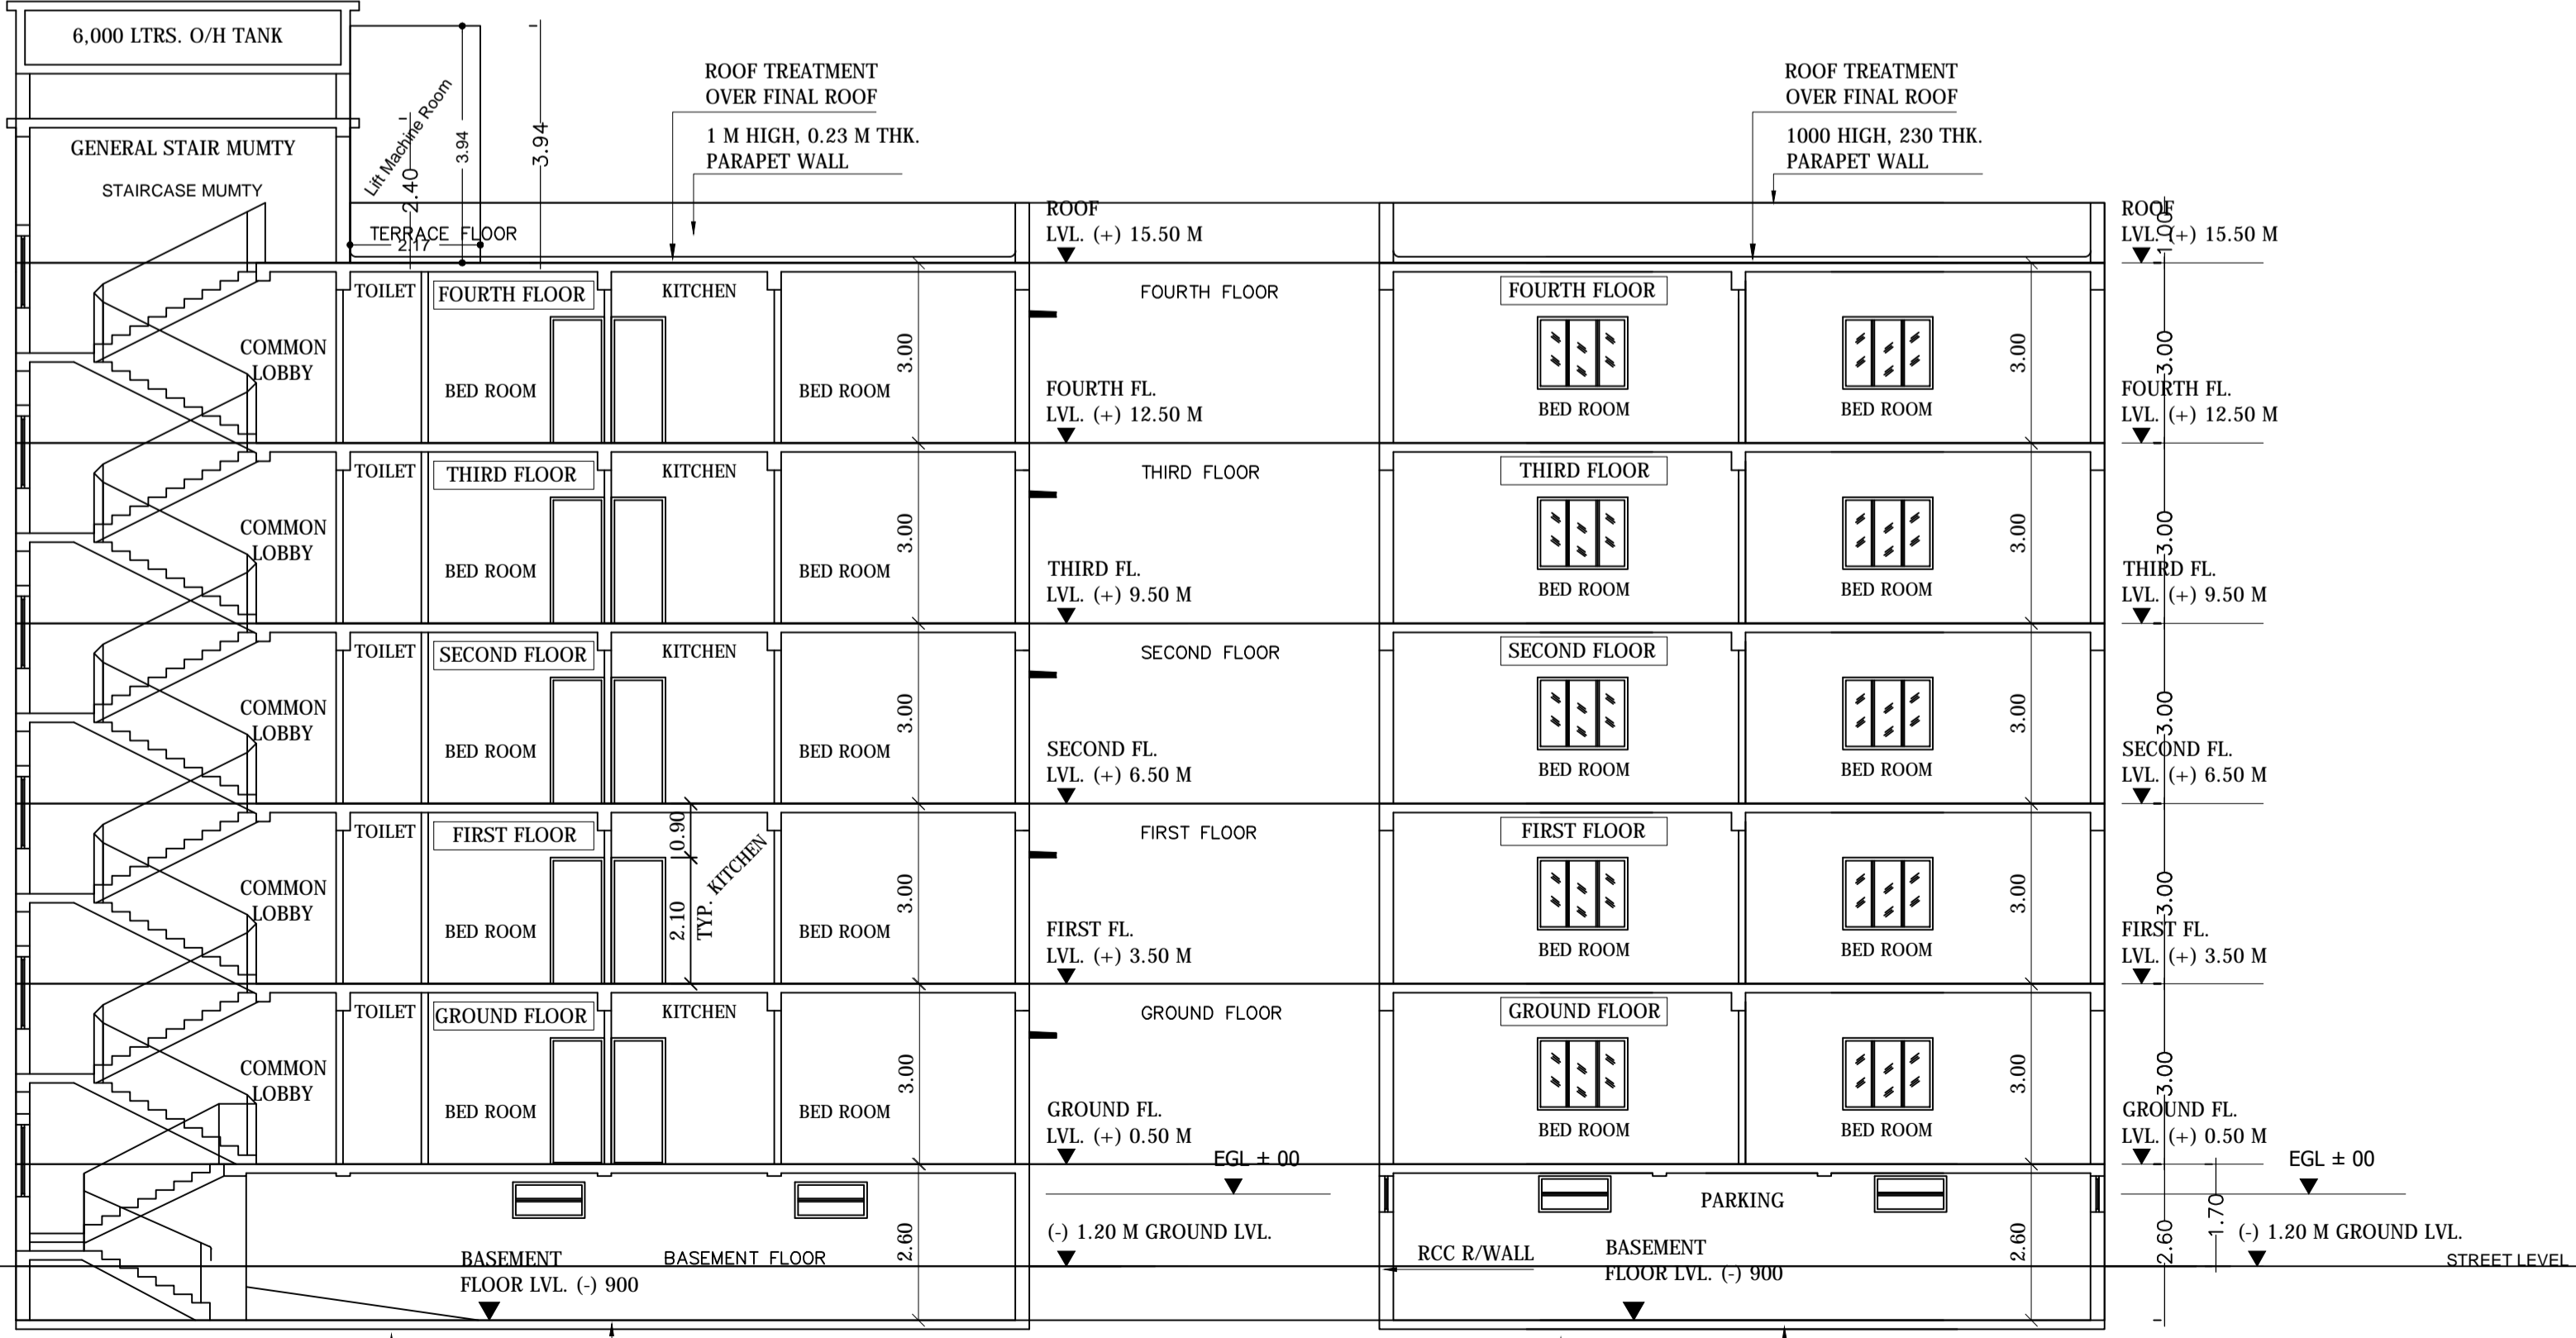 6,000 LTRS. O/H TANK
GENERAL STAIR MUMTY
STAIRCASE MUMTY
Lift Machine Room
2.40
3.94
3.94
2.17
TERRACE FLOOR
ROOF TREATMENT
OVER FINAL ROOF
1 M HIGH, 0.23 M THK.
PARAPET WALL
ROOF
LVL. (+) 15.50 M
ROOF TREATMENT
OVER FINAL ROOF
1000 HIGH, 230 THK.
PARAPET WALL
ROOF
LVL. (+) 15.50 M
1.00
TOILET
FOURTH FLOOR
KITCHEN
COMMON
LOBBY
BED ROOM
BED ROOM
3.00
FOURTH FLOOR
FOURTH FL.
LVL. (+) 12.50 M
FOURTH FLOOR
BED ROOM
BED ROOM
3.00
3.00
FOURTH FL.
LVL. (+) 12.50 M
TOILET
THIRD FLOOR
KITCHEN
COMMON
LOBBY
BED ROOM
BED ROOM
3.00
THIRD FLOOR
THIRD FL.
LVL. (+) 9.50 M
THIRD FLOOR
BED ROOM
BED ROOM
3.00
3.00
THIRD FL.
LVL. (+) 9.50 M
TOILET
SECOND FLOOR
KITCHEN
COMMON
LOBBY
BED ROOM
BED ROOM
3.00
SECOND FLOOR
SECOND FL.
LVL. (+) 6.50 M
SECOND FLOOR
BED ROOM
BED ROOM
3.00
3.00
SECOND FL.
LVL. (+) 6.50 M
TOILET
FIRST FLOOR
0.90
2.10
TYP. KITCHEN
COMMON
LOBBY
BED ROOM
BED ROOM
3.00
FIRST FLOOR
FIRST FL.
LVL. (+) 3.50 M
FIRST FLOOR
BED ROOM
BED ROOM
3.00
3.00
FIRST FL.
LVL. (+) 3.50 M
TOILET
GROUND FLOOR
KITCHEN
COMMON
LOBBY
BED ROOM
BED ROOM
3.00
GROUND FLOOR
GROUND FL.
LVL. (+) 0.50 M
GROUND FLOOR
BED ROOM
BED ROOM
3.00
3.00
GROUND FL.
LVL. (+) 0.50 M
EGL ± 00
EGL ± 00
BASEMENT
FLOOR LVL. (-) 900
BASEMENT FLOOR
2.60
(-) 1.20 M GROUND LVL.
PARKING
RCC R/WALL
BASEMENT
FLOOR LVL. (-) 900
2.60
2.60
1.70
(-) 1.20 M GROUND LVL.
STREET LEVEL